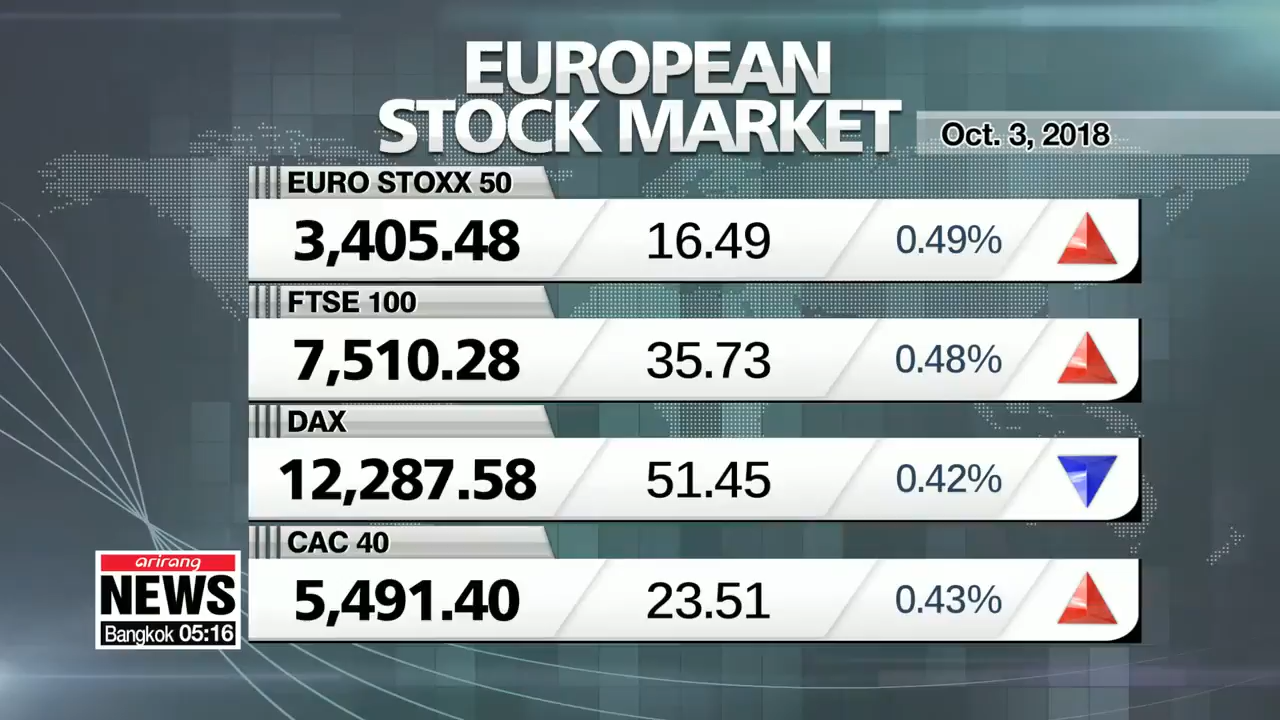 EUROPEAN
STOCK MARKET
Oct. 3, 2018
EURO STOXX 50
3,405.48 16.49 0.49%
FTSE 100
7,510.28 35.73 0.48%
DAX
12,287.58 51.45 0.42%
CAC 40
5,491.40 23.51 0.43%
arirang
NEWS
Bangkok 05:16